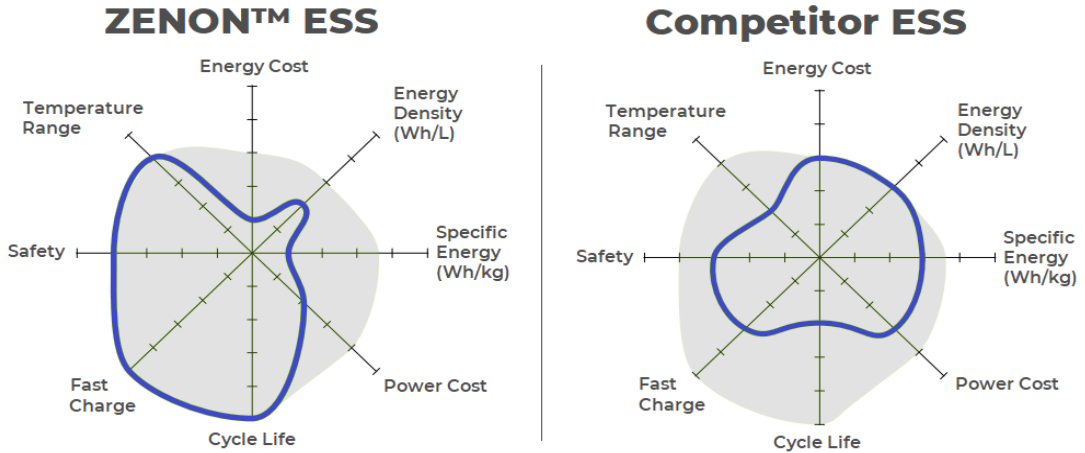 ZENON™ ESS
Energy Cost
Temperature
Range
Energy
Density
(Wh/L)
Safety
Specific
Energy
(Wh/kg)
Fast
Charge
Power Cost
Cycle Life
Competitor ESS
Energy Cost
Temperature
Range
Energy
Density
(Wh/L)
Safety
Specific
Energy
(Wh/kg)
Fast
Charge
Power Cost
Cycle Life